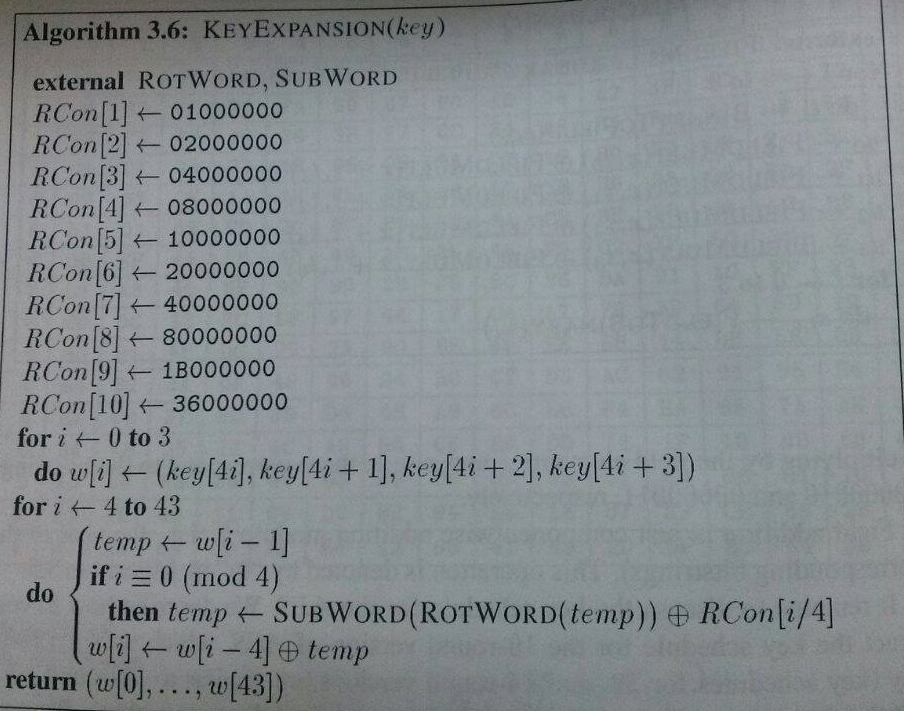 Algorithm 3.6: KEYEXPANSION(key)
external ROTWORD, SUBWORD
RCon[1] ← 01000000
RCon[2] ← 02000000
RCon[3] ← 04000000
RCon[4] ← 08000000
RCon[5] ← 10000000
RCon[6] ← 20000000
RCon[7] ← 40000000
RCon[8] ← 80000000
RCon[9] ← 1B000000
RCon[10] ← 36000000
for i ← 0 to 3
do w[i] ← (key[4i], key[4i + 1], key[4i + 2], key[4i + 3])
for i ← 4 to 43
temp ← w[i − 1]
if i ≡ 0 (mod 4)
do
then temp ← SUBWORD(ROTWORD(temp)) ⊕ RCon[i/4]
w[i] ← w[i − 4] ⊕ temp
return (w[0], . . . , w[43])